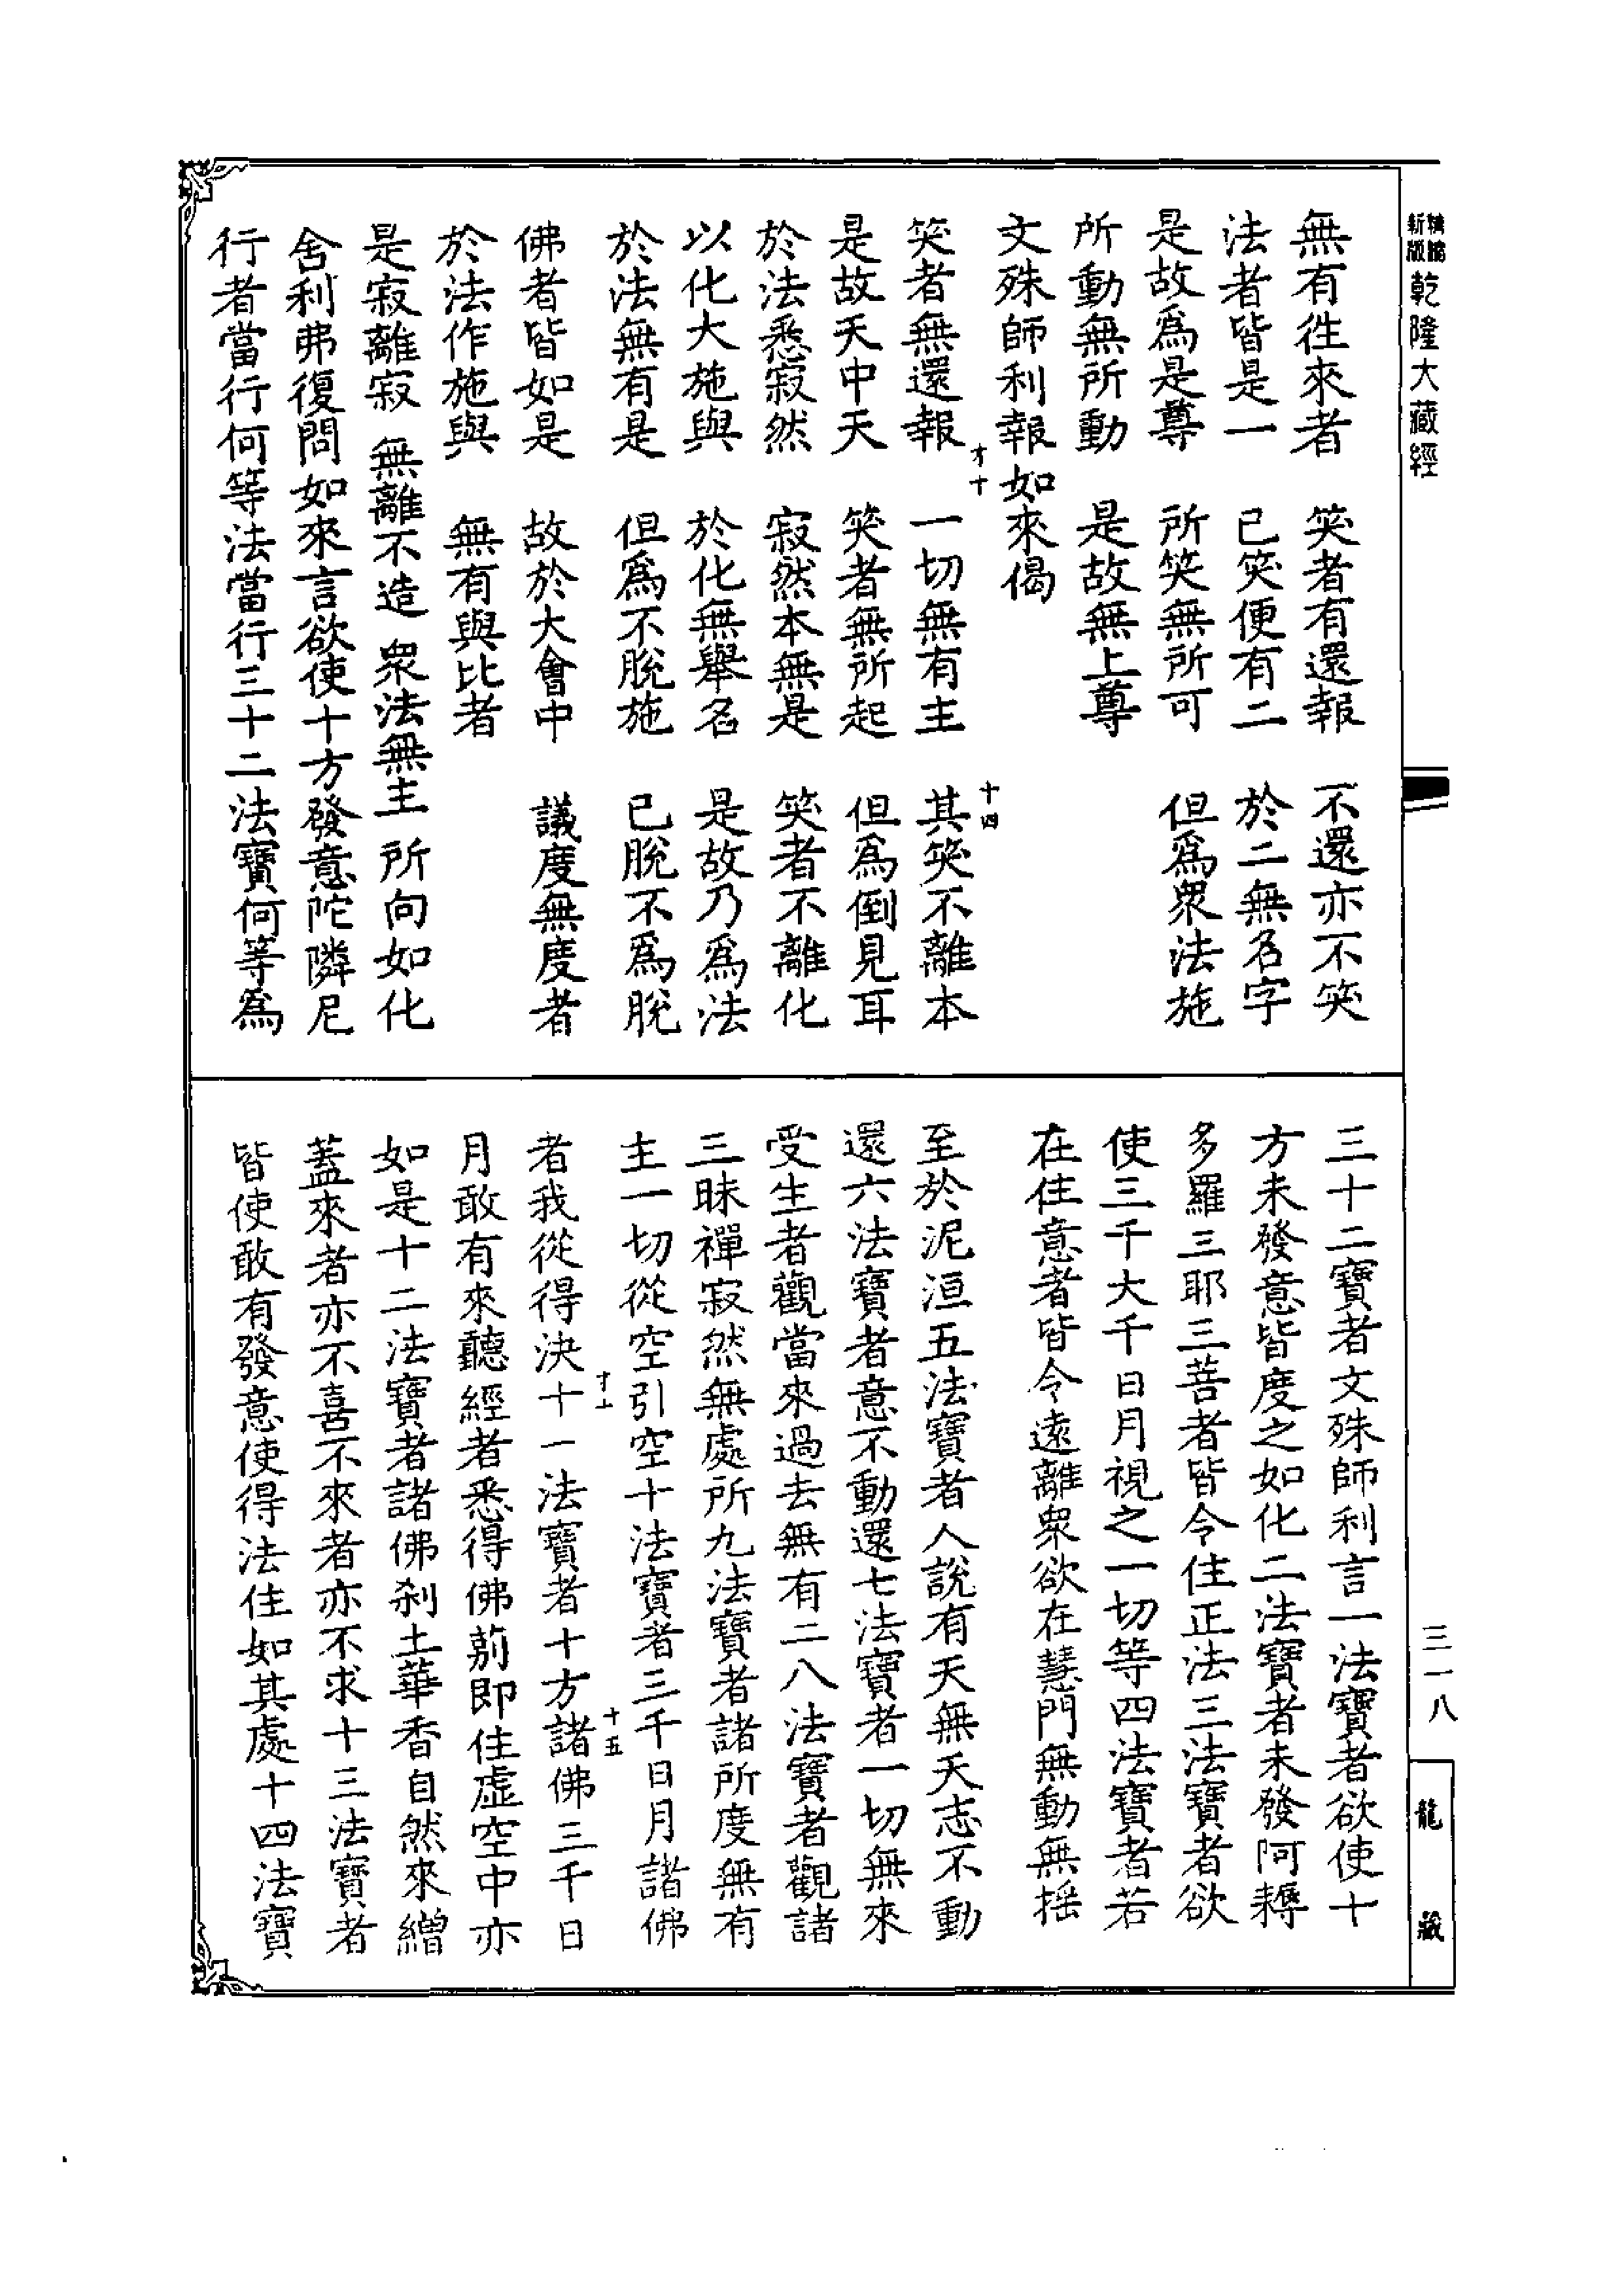 新版
乾隆大藏經
無有徃來者 笑者有還報 不還亦不笑
法者皆是一 已笑便有二 於二無名字
是故爲是尊 所笑無所可 但爲衆法施
所動無所動 是故無上尊
文殊師利報如來偈
笑者無還報 一切無有主 其笑不離本
是故天中天 笑者無所起 但爲倒見耳
於法悉寂然 寂然本無是 笑者不離化
以化大施與 於化無舉名 是故乃爲法
於法無有是 但爲不脫施 已脫不爲脫
佛者皆如是 故於大會中 議度無度者
於法作施與 無有與比者
是寂離寂 無離不造 衆法無主 所向如化
舍利弗復問如來言欲使十方發意陀隣尼
行者當行何等法當行三十二法寶何等爲
十四
三十二寶者文殊師利言一法寶者欲使十
方未發意皆度之如化二法寶者未發阿耨
多羅三耶三菩者皆令住正法三法寶者欲
使三千大千日月視之一切等四法寶者若
在住意者皆令遠離衆欲在慧門無動無揺
至於泥洹五法寶者人說有天無天志不動
還六法寶者意不動還七法寶者一切無來
受生者觀當來過去無有二八法寶者觀諸
三昧禪寂然無處所九法寶者諸所度無有
主一切從空引空十法寶者三千日月諸佛
者我從得決十一法寶者十方諸佛三千日
月敢有來聽經者悉得佛前即住虛空中亦
如是十二法寶者諸佛剎土華香自然來繒
蓋來者亦不喜不來者亦不求十三法寶者
皆使敢有發意使得法住如其處十四法寶
十五
三一八
龍藏